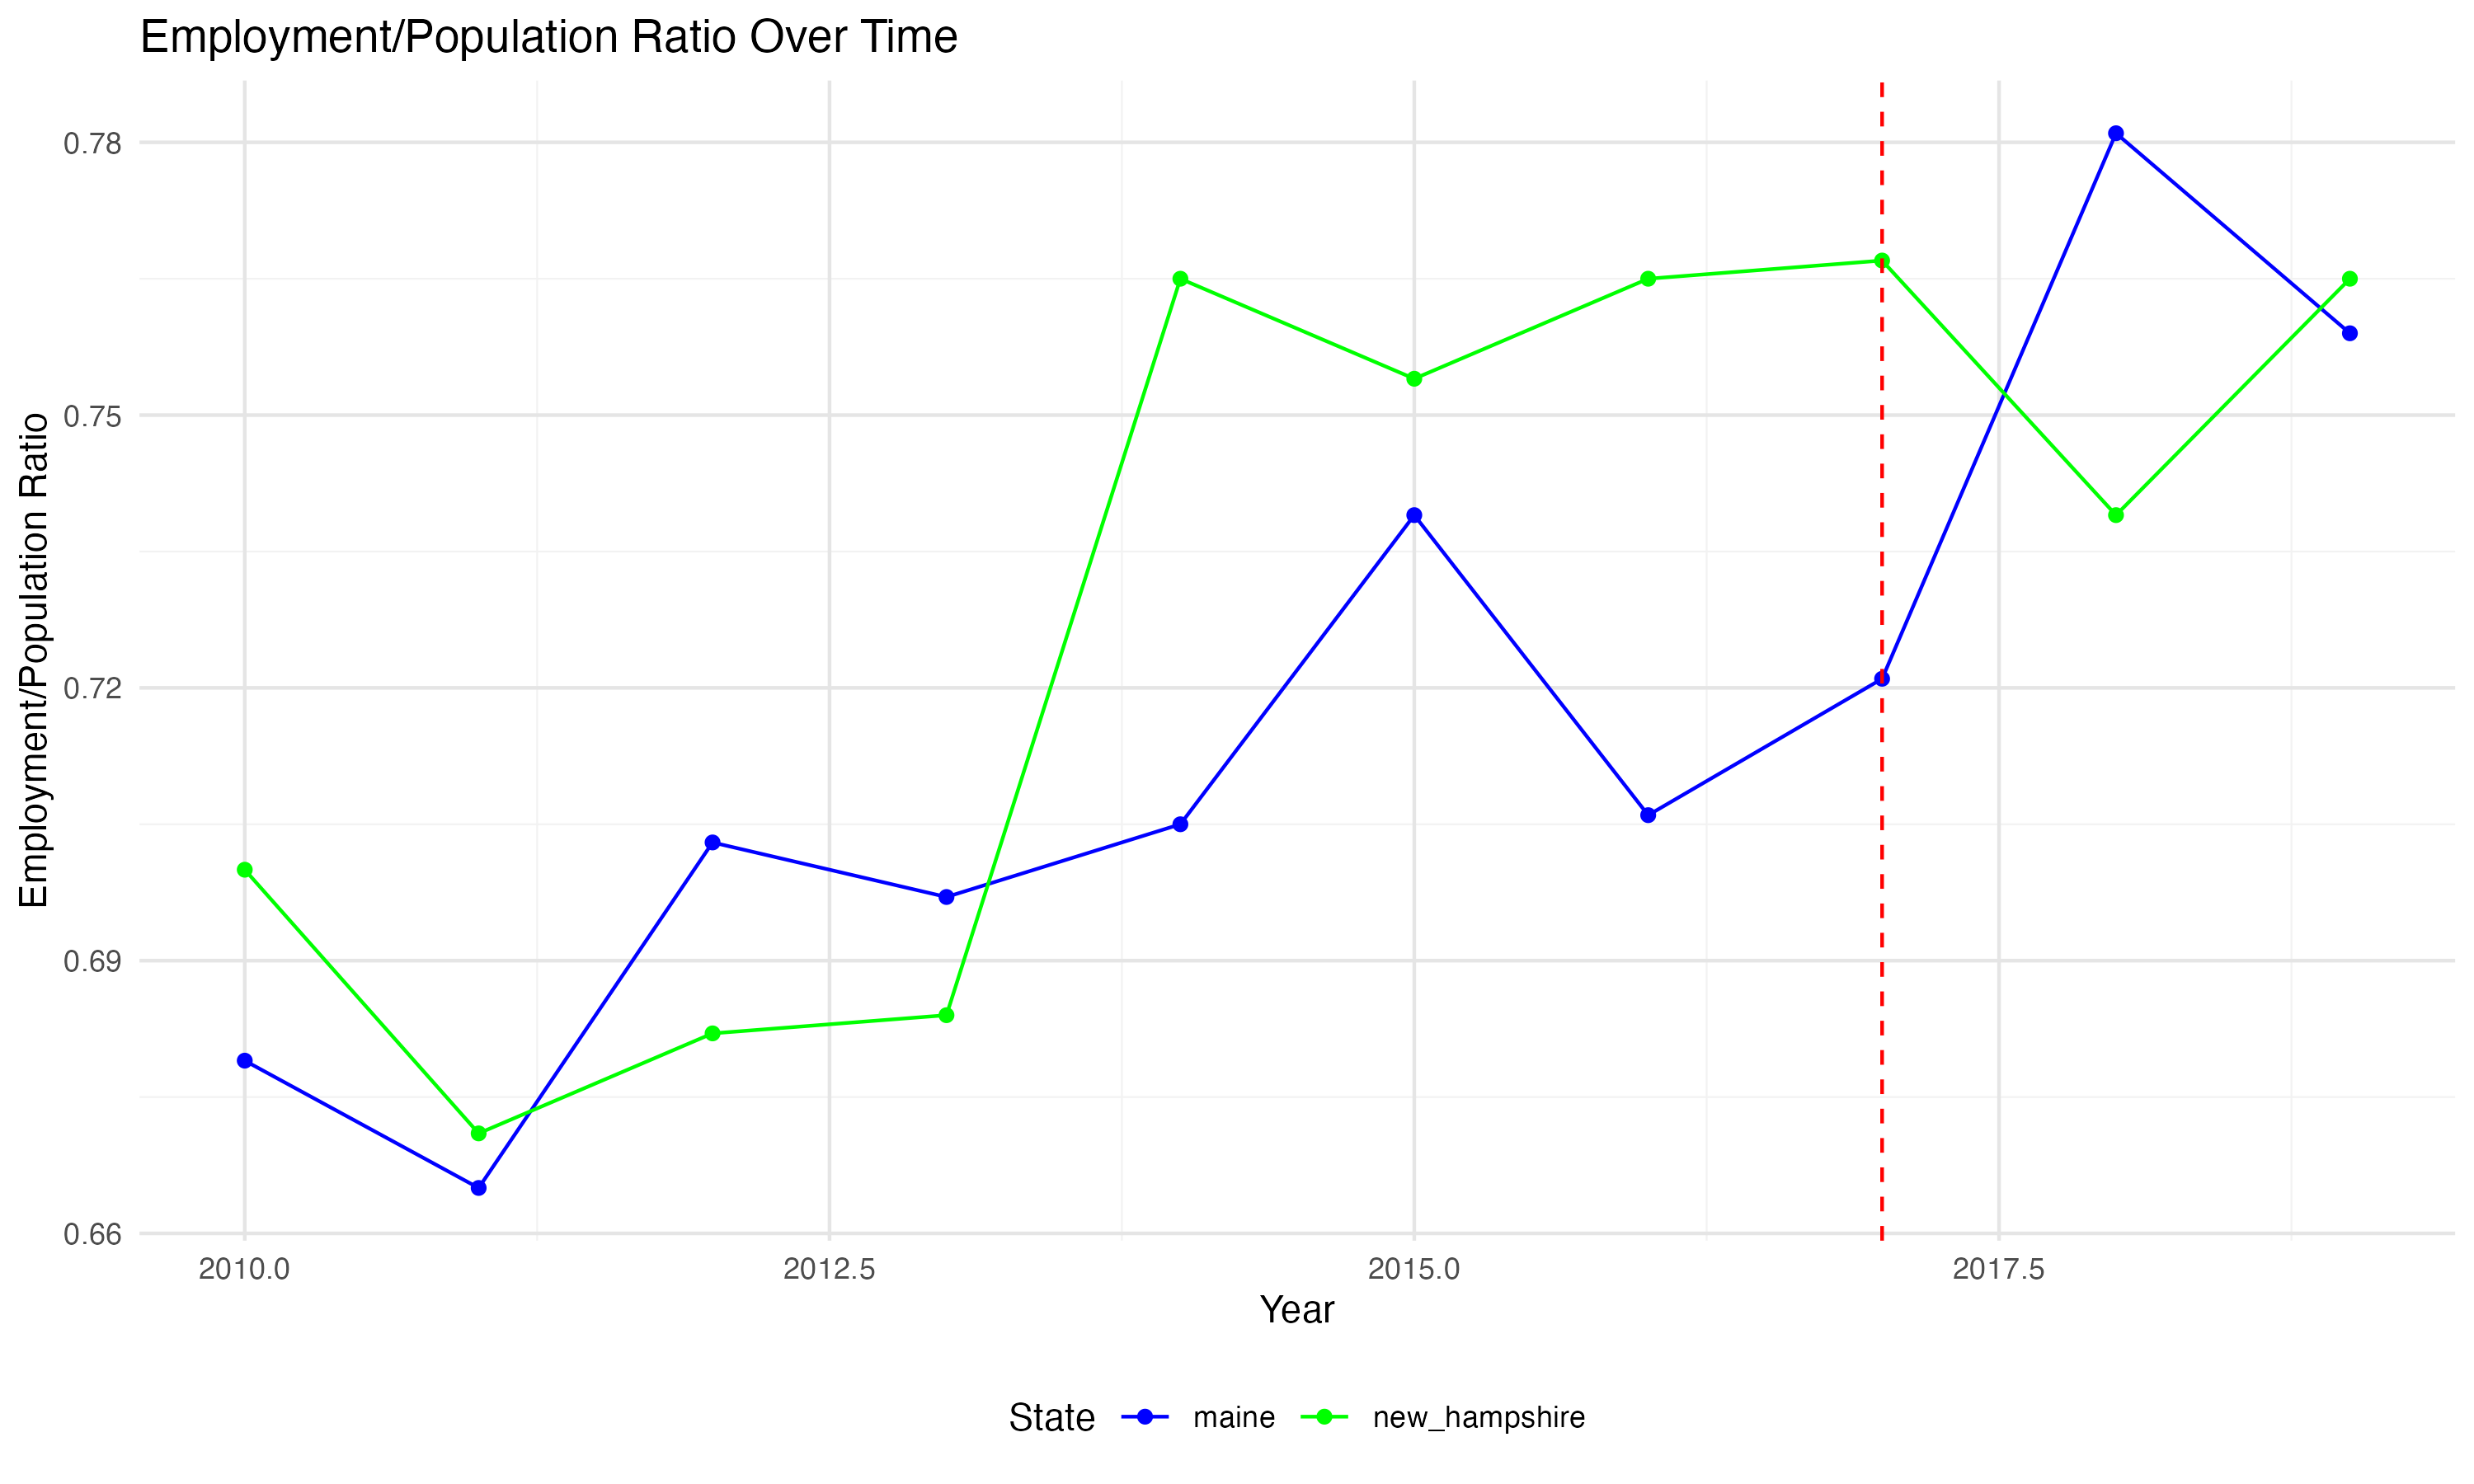 Employment/Population Ratio Over Time
Employment/Population Ratio
0.78
0.75
0.72
0.69
0.66
2010.0 2012.5 2015.0 2017.5
Year
State maine new_hampshire